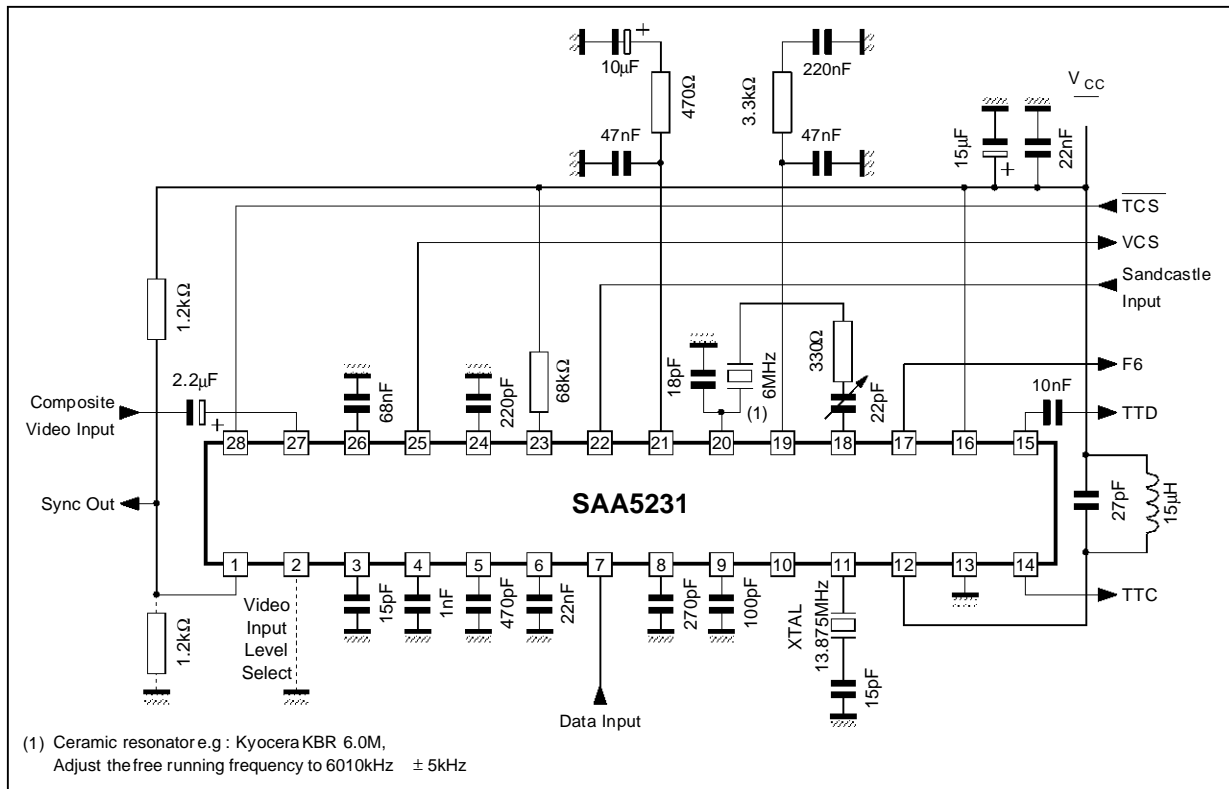 +
10µF
470Ω
47nF
220nF
3.3kΩ
47nF
V CC
15µF
+
22nF
TCS
VCS
Sandcastle
Input
1.2kΩ
68kΩ
18pF
6MHz
(1)
330Ω
22pF
F6
10nF
TTD
2.2µF
+
Composite
Video Input
68nF
220pF
28 27 26 25 24 23 22 21 20 19 18 17 16 15
Sync Out
SAA5231
27pF
15µH
1 2 3 4 5 6 7 8 9 10 11 12 13 14
TTC
1.2kΩ
Video
Input
Level
Select
15pF
1nF
470pF
22nF
270pF
100pF
XTAL
13.875MHz
15pF
Data Input
(1) Ceramic resonator e.g : Kyocera KBR 6.0M,
Adjust the free running frequency to 6010kHz ± 5kHz